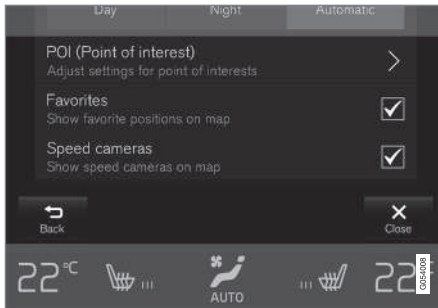 Day Night Automatic
POI (Point of interest)
Adjust settings for point of interests
Favorites
Show favorite positions on map
Speed cameras
Show speed cameras on map
Back Close
22°C AUTO 22
G054008